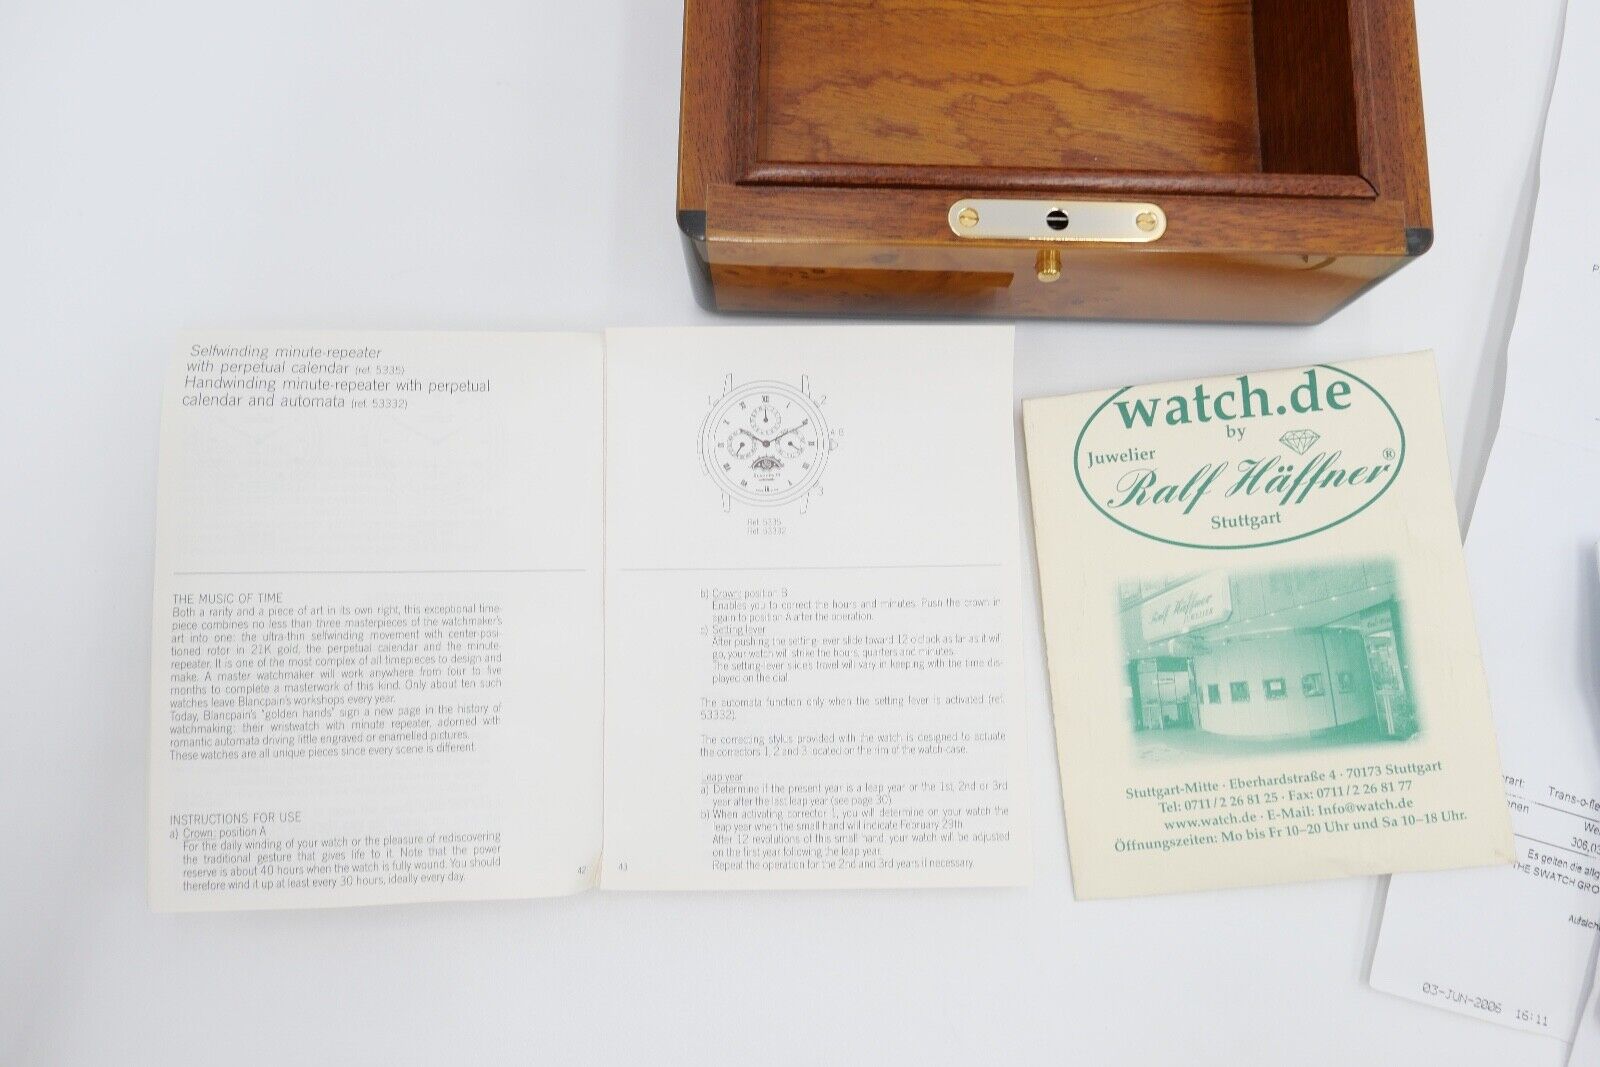 Selfwinding minute-repeater
with perpetual calendar (ref. 5335)
Handwinding minute-repeater with perpetual
calendar and automata (ref. 53332)
THE MUSIC OF TIME
Both a rarity and a piece of art in its own right, this exceptional time-
piece combines no less than three masterpieces of the watchmaker's
art into one: the ultra-thin selfwinding movement with center-posi-
tioned rotor in 21K gold, the perpetual calendar and the minute-
repeater. It is one of the most complex of all timepieces to design and
make. A master watchmaker will work anywhere from four to five
months to complete a masterwork of this kind. Only about ten such
watches leave Blancpain's workshops every year.
Today, Blancpain's "golden hands" sign a new page in the history of
watchmaking: their wristwatch with minute repeater, adorned with
romantic automata driving little engraved or enamelled pictures.
These watches are all unique pieces since every scene is different.
INSTRUCTIONS FOR USE
a) Crown: position A
For the daily winding of your watch or the pleasure of rediscovering
the traditional gesture that gives life to it. Note that the power
reserve is about 40 hours when the watch is fully wound. You should
therefore wind it up at least every 30 hours, ideally every day.
42
1
2
A B
3
Ref. 5335
Ref. 53332
b) Crown: position B
Enables you to correct the hours and minutes. Push the crown in
again to position A after the operation.
c) Setting lever
After pushing the setting-lever slide toward 12 o'clock as far as it will
go, your watch will strike the hours, quarters and minutes.
The setting-lever slide's travel will vary in keeping with the time dis-
played on the dial.
The automata function only when the setting lever is activated (ref.
53332).
The correcting stylus provided with the watch is designed to actuate
the correctors 1, 2 and 3 located on the rim of the watch-case.
Leap year
a) Determine if the present year is a leap year or the 1st, 2nd or 3rd
year after the last leap year (see page 30).
b) When activating corrector 1, you will determine on your watch the
leap year when the small hand will indicate February 29th.
After 12 revolutions of this small hand, your watch will be adjusted
on the first year following the leap year.
Repeat the operation for the 2nd and 3rd years if necessary.
43
watch.de
by
Juwelier
Ralf Häffner®
Stuttgart
Ralf Häffner
Stuttgart-Mitte · Eberhardstraße 4 · 70173 Stuttgart
Tel: 0711/2 26 81 25 · Fax: 0711/2 26 81 77
www.watch.de · E-Mail: Info@watch.de
Öffnungszeiten: Mo bis Fr 10–20 Uhr und Sa 10–18 Uhr.
Trans-o-fle
306,03
Es gelten die allg
THE SWATCH GRO
Aufsich
03-JUN-2006 16:11